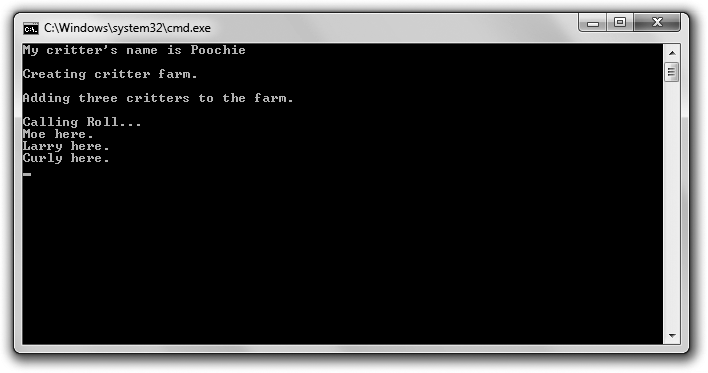 C:\Windows\system32\cmd.exe
My critter's name is Poochie
Creating critter farm.
Adding three critters to the farm.
Calling Roll...
Moe here.
Larry here.
Curly here.